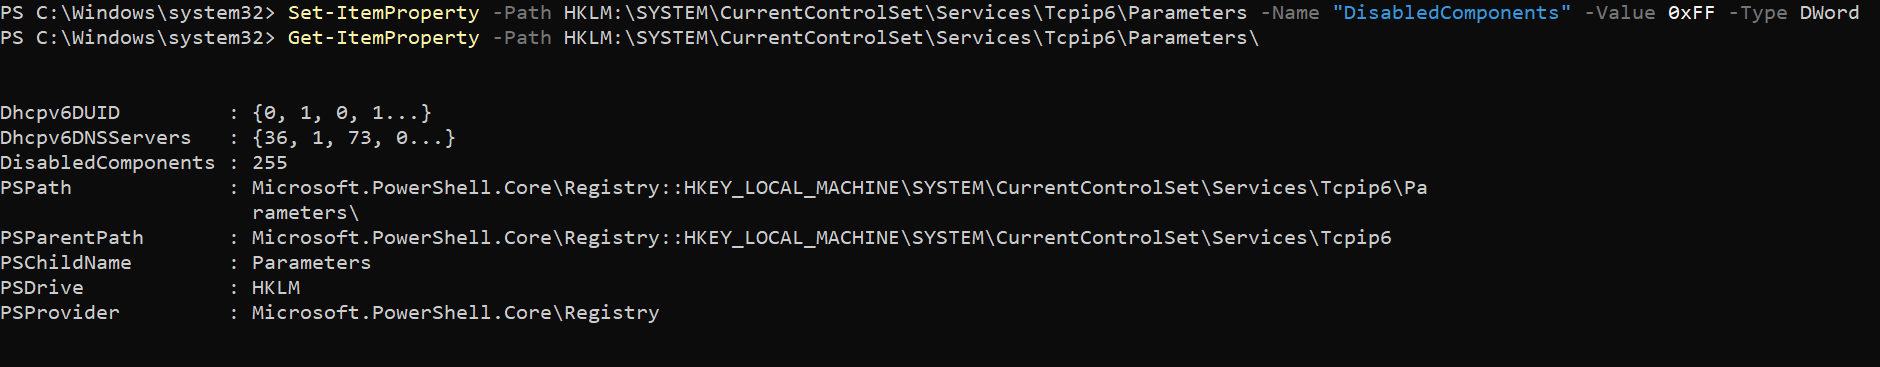 PS C:\Windows\system32> Set-ItemProperty -Path HKLM:\SYSTEM\CurrentControlSet\Services\Tcpip6\Parameters -Name "DisabledComponents" -Value 0xFF -Type DWord
PS C:\Windows\system32> Get-ItemProperty -Path HKLM:\SYSTEM\CurrentControlSet\Services\Tcpip6\Parameters\
Dhcpv6DUID         : {0, 1, 0, 1...}
Dhcpv6DNSServers   : {36, 1, 73, 0...}
DisabledComponents : 255
PSPath             : Microsoft.PowerShell.Core\Registry::HKEY_LOCAL_MACHINE\SYSTEM\CurrentControlSet\Services\Tcpip6\Pa
                     rameters\
PSParentPath       : Microsoft.PowerShell.Core\Registry::HKEY_LOCAL_MACHINE\SYSTEM\CurrentControlSet\Services\Tcpip6
PSChildName        : Parameters
PSDrive            : HKLM
PSProvider         : Microsoft.PowerShell.Core\Registry